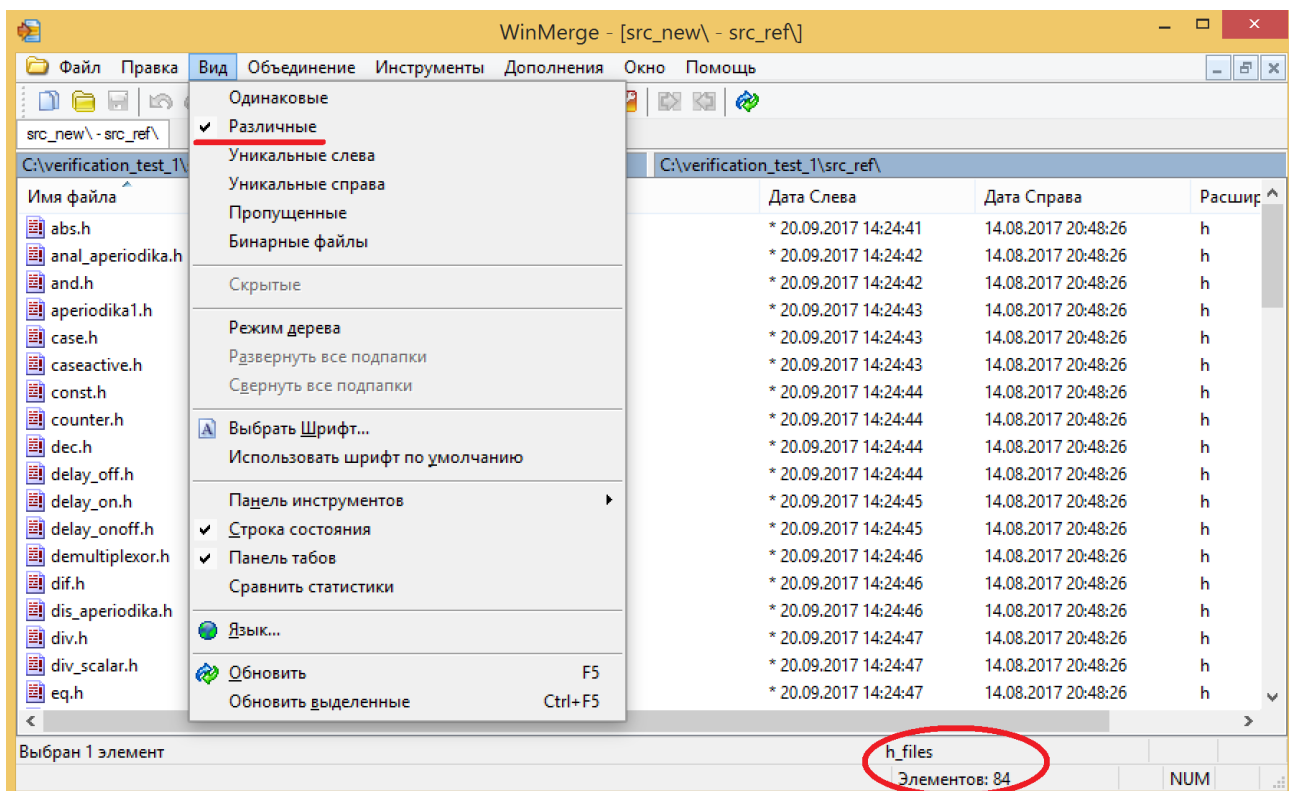 WinMerge - [src_new\ - src_ref\]
Файл Правка Вид Объединение Инструменты Дополнения Окно Помощь
src_new\ - src_ref\
C:\verification_test_1\
C:\verification_test_1\src_ref\
Имя файла Дата Слева Дата Справа Расшир
abs.h * 20.09.2017 14:24:41 14.08.2017 20:48:26 h
anal_aperiodika.h * 20.09.2017 14:24:42 14.08.2017 20:48:26 h
and.h * 20.09.2017 14:24:42 14.08.2017 20:48:26 h
aperiodika1.h * 20.09.2017 14:24:43 14.08.2017 20:48:26 h
case.h * 20.09.2017 14:24:43 14.08.2017 20:48:26 h
caseactive.h * 20.09.2017 14:24:43 14.08.2017 20:48:26 h
const.h * 20.09.2017 14:24:44 14.08.2017 20:48:26 h
counter.h * 20.09.2017 14:24:44 14.08.2017 20:48:26 h
dec.h * 20.09.2017 14:24:44 14.08.2017 20:48:26 h
delay_off.h * 20.09.2017 14:24:44 14.08.2017 20:48:26 h
delay_on.h * 20.09.2017 14:24:45 14.08.2017 20:48:26 h
delay_onoff.h * 20.09.2017 14:24:45 14.08.2017 20:48:26 h
demultiplexor.h * 20.09.2017 14:24:46 14.08.2017 20:48:26 h
dif.h * 20.09.2017 14:24:46 14.08.2017 20:48:26 h
dis_aperiodika.h * 20.09.2017 14:24:46 14.08.2017 20:48:26 h
div.h * 20.09.2017 14:24:47 14.08.2017 20:48:26 h
div_scalar.h * 20.09.2017 14:24:47 14.08.2017 20:48:26 h
eq.h * 20.09.2017 14:24:47 14.08.2017 20:48:26 h
Одинаковые
Различные
Уникальные слева
Уникальные справа
Пропущенные
Бинарные файлы
Скрытые
Режим дерева
Развернуть все подпапки
Свернуть все подпапки
Выбрать Шрифт...
Использовать шрифт по умолчанию
Панель инструментов
Строка состояния
Панель табов
Сравнить статистики
Язык...
Обновить F5
Обновить выделенные Ctrl+F5
Выбран 1 элемент h_files
Элементов: 84 NUM